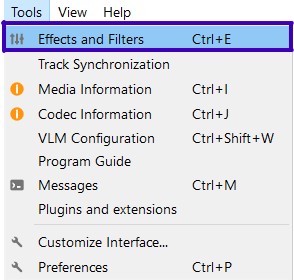 Tools View Help
Effects and Filters Ctrl+E
Track Synchronization
Media Information Ctrl+I
Codec Information Ctrl+J
VLM Configuration Ctrl+Shift+W
Program Guide
Messages Ctrl+M
Plugins and extensions
Customize Interface...
Preferences Ctrl+P